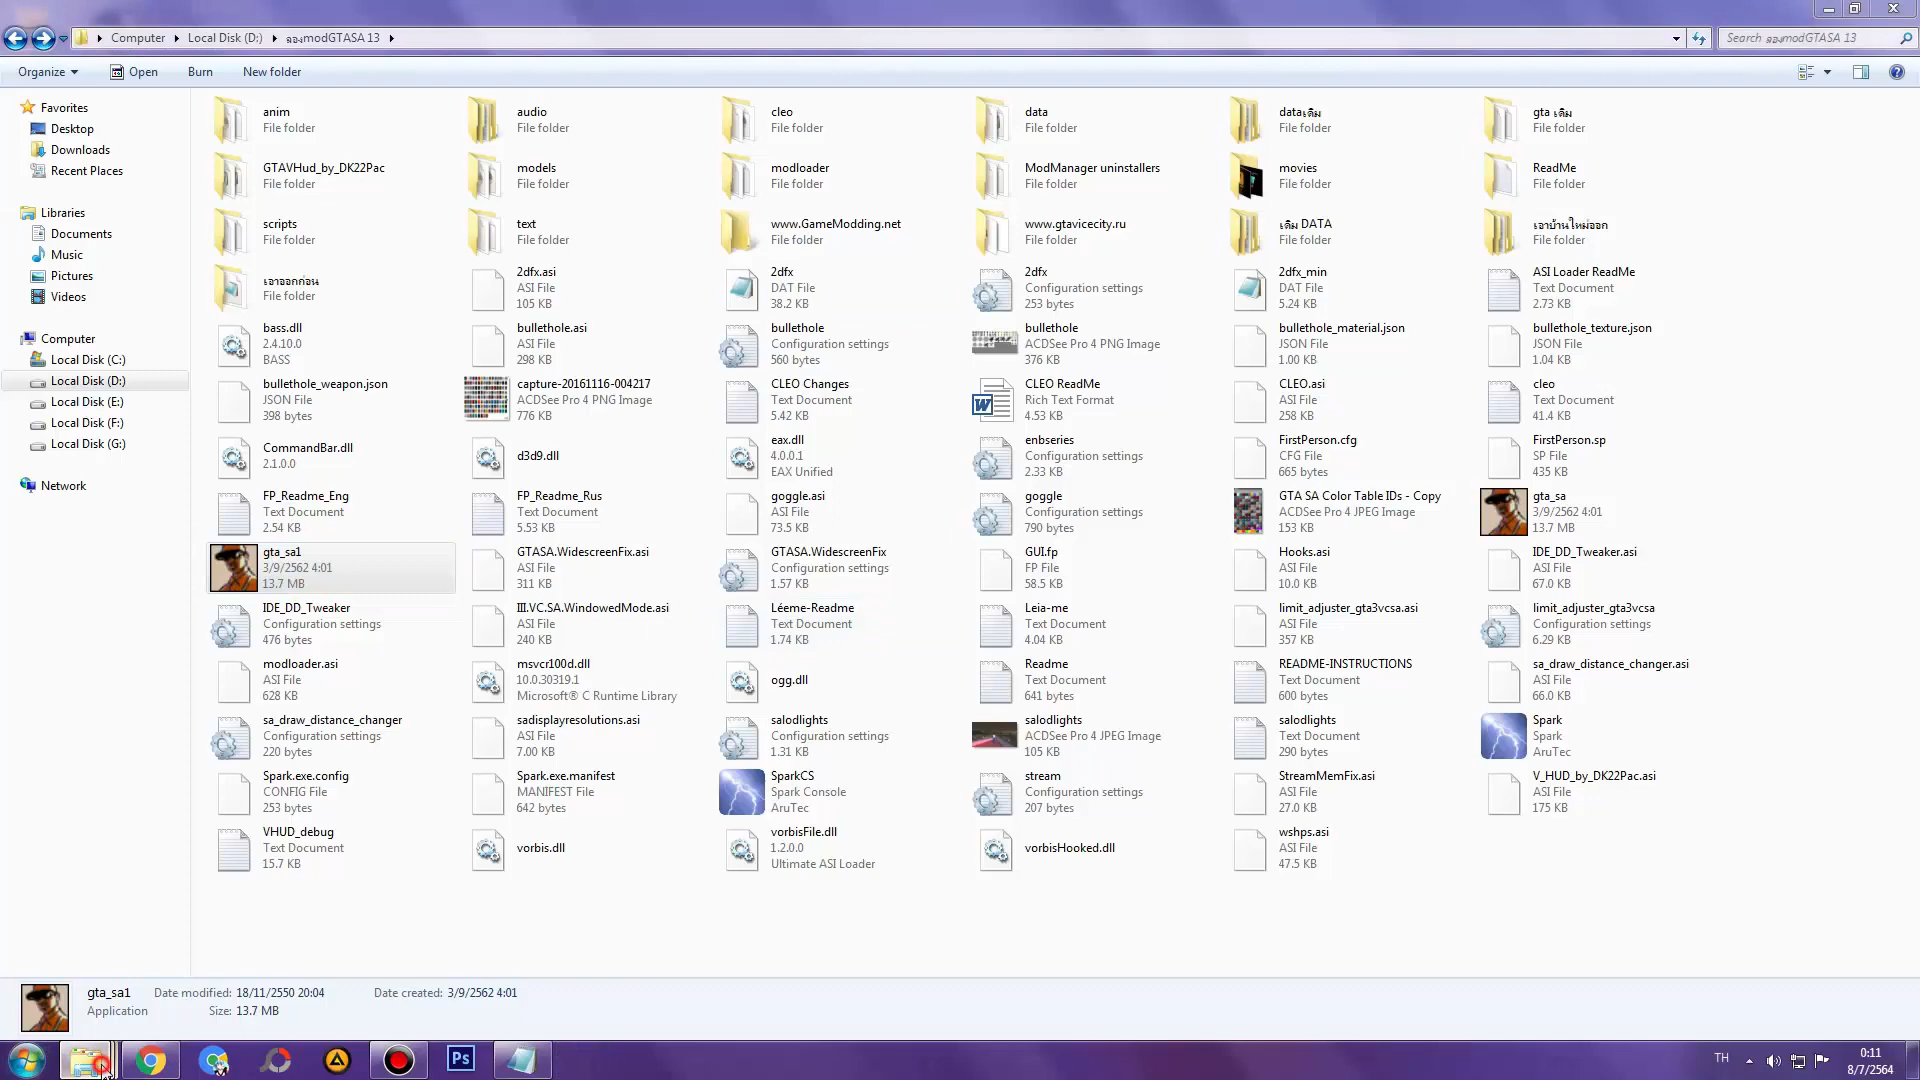 Computer
Local Disk (D:)
ลองmodGTASA 13
Search ลองmodGTASA 13
Organize
Open
Burn
New folder
Favorites
Desktop
Downloads
Recent Places
Libraries
Documents
Music
Pictures
Videos
Computer
Local Disk (C:)
Local Disk (D:)
Local Disk (E:)
Local Disk (F:)
Local Disk (G:)
Network
anim
File folder
audio
File folder
cleo
File folder
data
File folder
dataเดิม
File folder
gta เดิม
File folder
GTAVHud_by_DK22Pac
File folder
models
File folder
modloader
File folder
ModManager uninstallers
File folder
movies
File folder
ReadMe
File folder
scripts
File folder
text
File folder
www.GameModding.net
File folder
www.gtavicecity.ru
File folder
เดิม DATA
File folder
เอาบ้านใหม่ออก
File folder
เอาออกก่อน
File folder
2dfx.asi
ASI File
105 KB
2dfx
DAT File
38.2 KB
2dfx
Configuration settings
253 bytes
2dfx_min
DAT File
5.24 KB
ASI Loader ReadMe
Text Document
2.73 KB
bass.dll
2.4.10.0
BASS
bullethole.asi
ASI File
298 KB
bullethole
Configuration settings
560 bytes
bullethole
ACDSee Pro 4 PNG Image
376 KB
bullethole_material.json
JSON File
1.00 KB
bullethole_texture.json
JSON File
1.04 KB
bullethole_weapon.json
JSON File
398 bytes
capture-20161116-004217
ACDSee Pro 4 PNG Image
776 KB
CLEO Changes
Text Document
5.42 KB
CLEO ReadMe
Rich Text Format
4.53 KB
CLEO.asi
ASI File
258 KB
cleo
Text Document
41.4 KB
CommandBar.dll
2.1.0.0
d3d9.dll
eax.dll
4.0.0.1
EAX Unified
enbseries
Configuration settings
2.33 KB
FirstPerson.cfg
CFG File
665 bytes
FirstPerson.sp
SP File
435 KB
FP_Readme_Eng
Text Document
2.54 KB
FP_Readme_Rus
Text Document
5.53 KB
goggle.asi
ASI File
73.5 KB
goggle
Configuration settings
790 bytes
GTA SA Color Table IDs - Copy
ACDSee Pro 4 JPEG Image
153 KB
gta_sa
3/9/2562 4:01
13.7 MB
gta_sa1
3/9/2562 4:01
13.7 MB
GTASA.WidescreenFix.asi
ASI File
311 KB
GTASA.WidescreenFix
Configuration settings
1.57 KB
GUI.fp
FP File
58.5 KB
Hooks.asi
ASI File
10.0 KB
IDE_DD_Tweaker.asi
ASI File
67.0 KB
IDE_DD_Tweaker
Configuration settings
476 bytes
III.VC.SA.WindowedMode.asi
ASI File
240 KB
Léeme-Readme
Text Document
1.74 KB
Leia-me
Text Document
4.04 KB
limit_adjuster_gta3vcsa.asi
ASI File
357 KB
limit_adjuster_gta3vcsa
Configuration settings
6.29 KB
modloader.asi
ASI File
628 KB
msvcr100d.dll
10.0.30319.1
Microsoft® C Runtime Library
ogg.dll
Readme
Text Document
641 bytes
README-INSTRUCTIONS
Text Document
600 bytes
sa_draw_distance_changer.asi
ASI File
66.0 KB
sa_draw_distance_changer
Configuration settings
220 bytes
sadisplayresolutions.asi
ASI File
7.00 KB
salodlights
Configuration settings
1.31 KB
salodlights
ACDSee Pro 4 JPEG Image
105 KB
salodlights
Text Document
290 bytes
Spark
Spark
AruTec
Spark.exe.config
CONFIG File
253 bytes
Spark.exe.manifest
MANIFEST File
642 bytes
SparkCS
Spark Console
AruTec
stream
Configuration settings
207 bytes
StreamMemFix.asi
ASI File
27.0 KB
V_HUD_by_DK22Pac.asi
ASI File
175 KB
VHUD_debug
Text Document
15.7 KB
vorbis.dll
vorbisFile.dll
1.2.0.0
Ultimate ASI Loader
vorbisHooked.dll
wshps.asi
ASI File
47.5 KB
gta_sa1 Date modified: 18/11/2550 20:04 Date created: 3/9/2562 4:01
Application Size: 13.7 MB
Ps
TH
0:11
8/7/2564